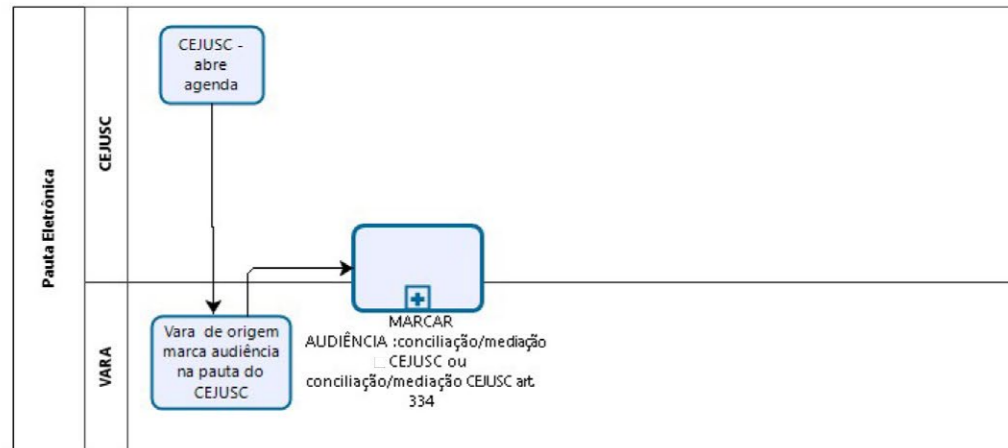 Pauta Eletrônica
CEJUSC
CEJUSC -
abre
agenda
VARA
Vara de origem
marca audiência
na pauta do
CEJUSC
MARCAR
AUDIÊNCIA :conciliação/mediação
CEJUSC ou
conciliação/mediação CEJUSC art.
334